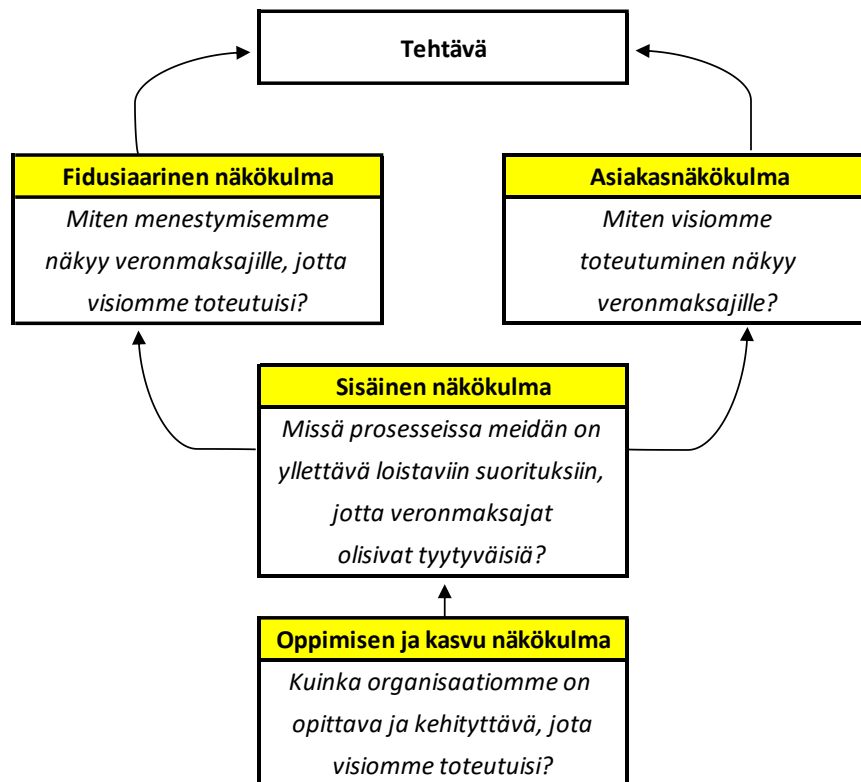 Tehtävä
Fidusiaarinen näkökulma
Miten menestymisemme
näkyy veronmaksajille, jotta
visiomme toteutuisi?
Asiakasnäkökulma
Miten visiomme
toteutuminen näkyy
veronmaksajille?
Sisäinen näkökulma
Missä prosesseissa meidän on
yllettävä loistaviin suorituksiin,
jotta veronmaksajat
olisivat tyytyväisiä?
Oppimisen ja kasvu näkökulma
Kuinka organisaatiomme on
opittava ja kehityttävä, jota
visiomme toteutuisi?